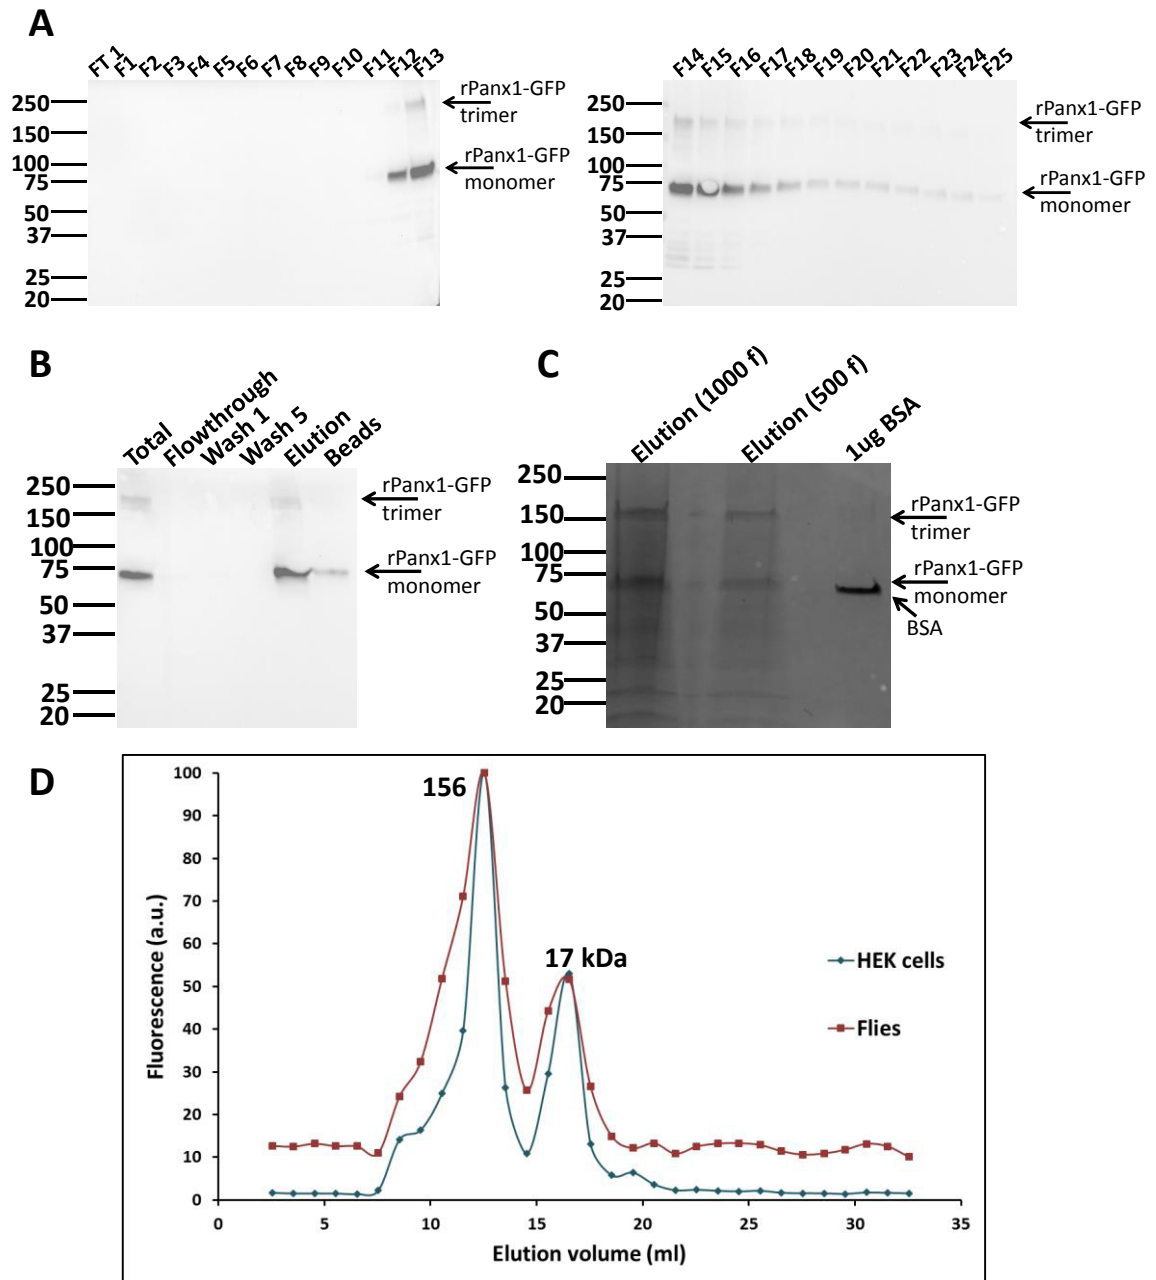 A
FT 1 F1 F2 F3 F4 F5 F6 F7 F8 F9 F10 F11 F12 F13
250
150
100
75
50
37
25
20
rPanx1-GFP
trimer
rPanx1-GFP
monomer
F14 F15 F16 F17 F18 F19 F20 F21 F22 F23 F24 F25
250
150
100
75
50
37
25
20
rPanx1-GFP
trimer
rPanx1-GFP
monomer
B
Total Flowthrough Wash 1 Wash 5 Elution Beads
250
150
100
75
50
37
25
20
rPanx1-GFP
trimer
rPanx1-GFP
monomer
C
Elution (1000 f) Elution (500 f) 1ug BSA
250
150
100
75
50
37
25
20
rPanx1-GFP
trimer
rPanx1-GFP
monomer
BSA
D
Fluorescence (a.u.)
100
90
80
70
60
50
40
30
20
10
0
156
17 kDa
HEK cells
Flies
0 5 10 15 20 25 30 35
Elution volume (ml)